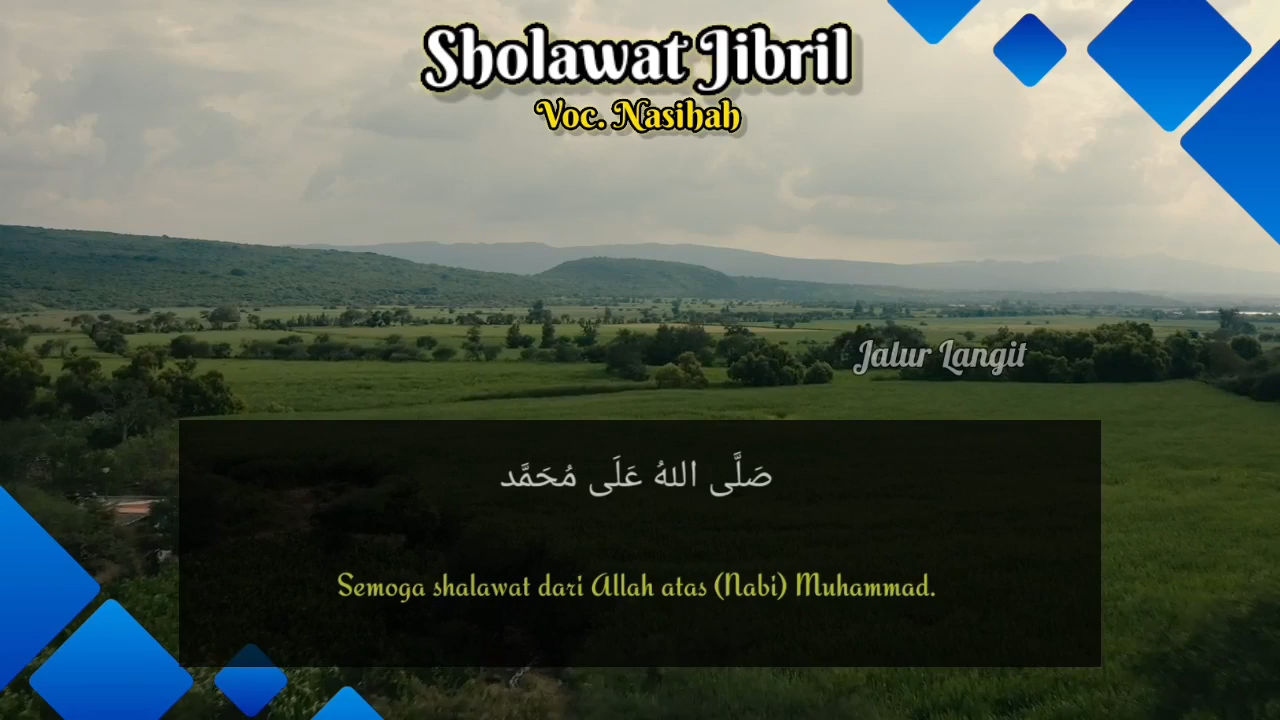 Sholawat Jibril
Voc. Nasihah
Jalur Langit
صَلَّى اللهُ عَلَى مُحَمَّد
Semoga shalawat dari Allah atas (Nabi) Muhammad.